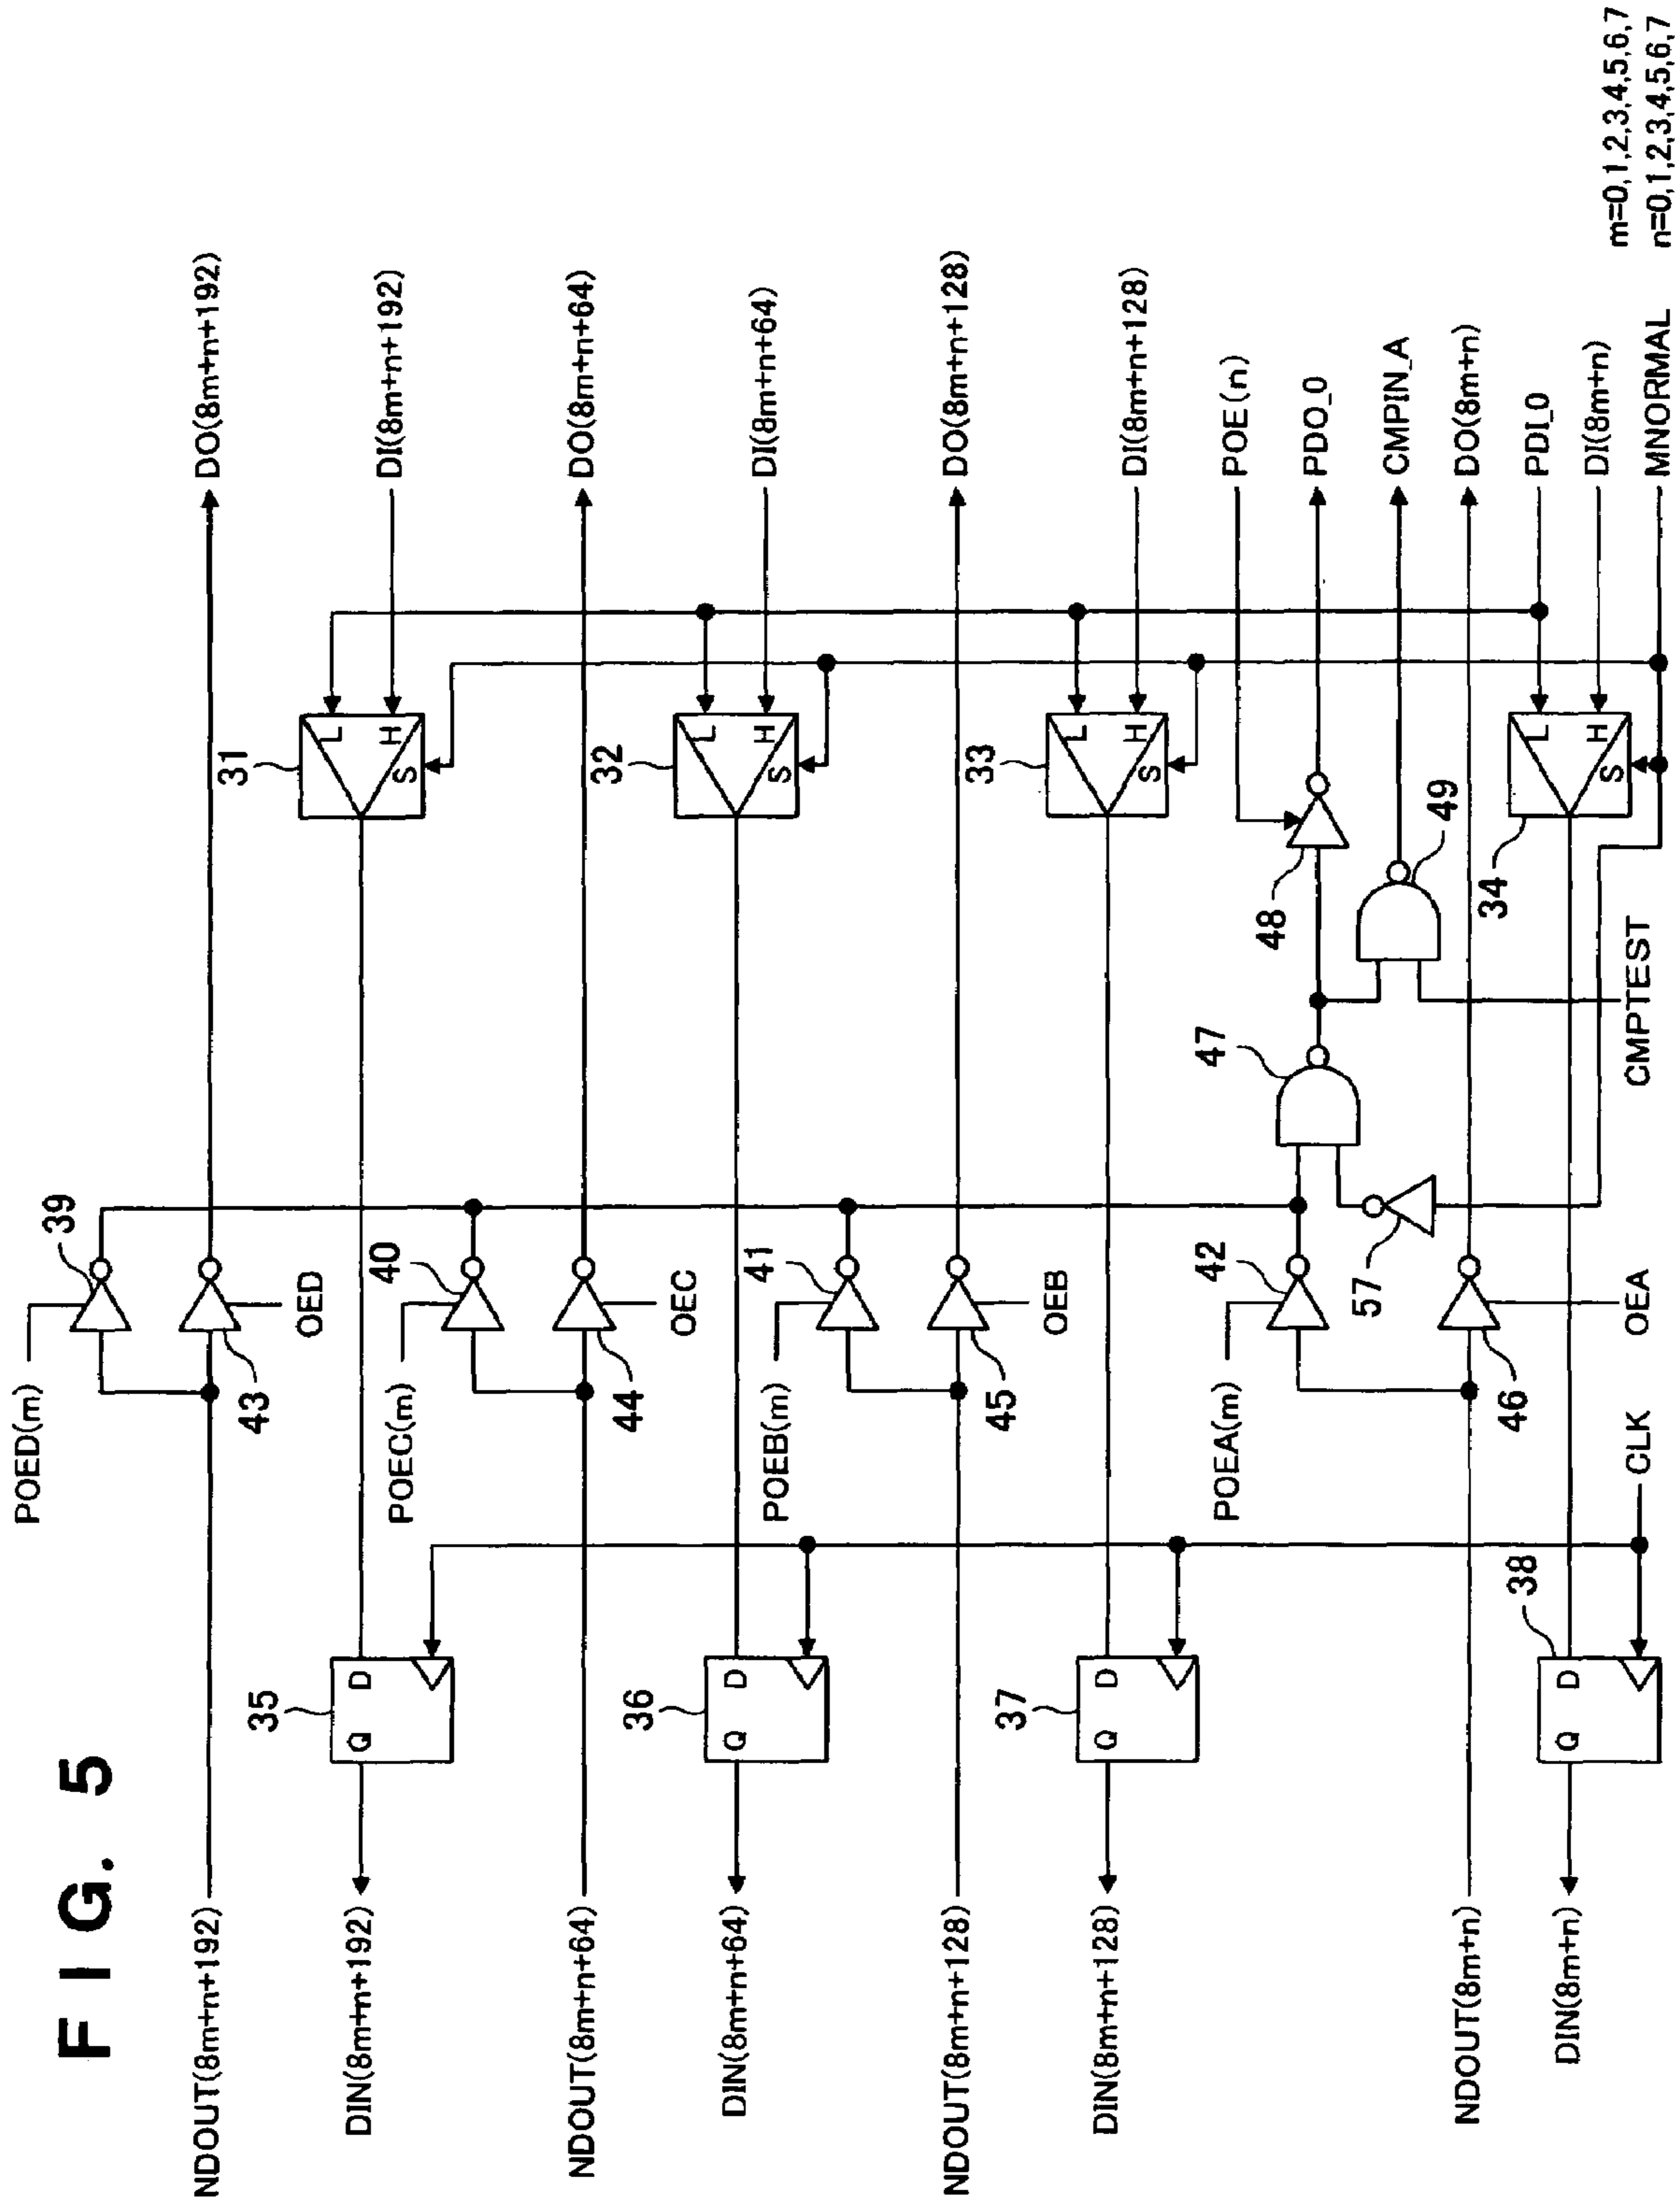 FIG. 5
POED(m)
39
NDOUT(8m+n+192)
43
OED
DO(8m+n+192)
31
L
H
S
DI(8m+n+192)
35
Q D
DIN(8m+n+192)
POEC(m)
40
NDOUT(8m+n+64)
44
OEC
DO(8m+n+64)
32
L
H
S
DI(8m+n+64)
36
Q D
DIN(8m+n+64)
POEB(m)
41
NDOUT(8m+n+128)
45
OEB
DO(8m+n+128)
33
L
H
S
DI(8m+n+128)
37
Q D
DIN(8m+n+128)
POE(n)
POEA(m)
42
47
48
PDO_0
57
49
CMPIN_A
NDOUT(8m+n)
46
OEA
DO(8m+n)
CMPTEST
34
L
H
S
PDI_0
DI(8m+n)
38
Q D
DIN(8m+n)
CLK
MNORMAL
m=0,1,2,3,4,5,6,7
n=0,1,2,3,4,5,6,7